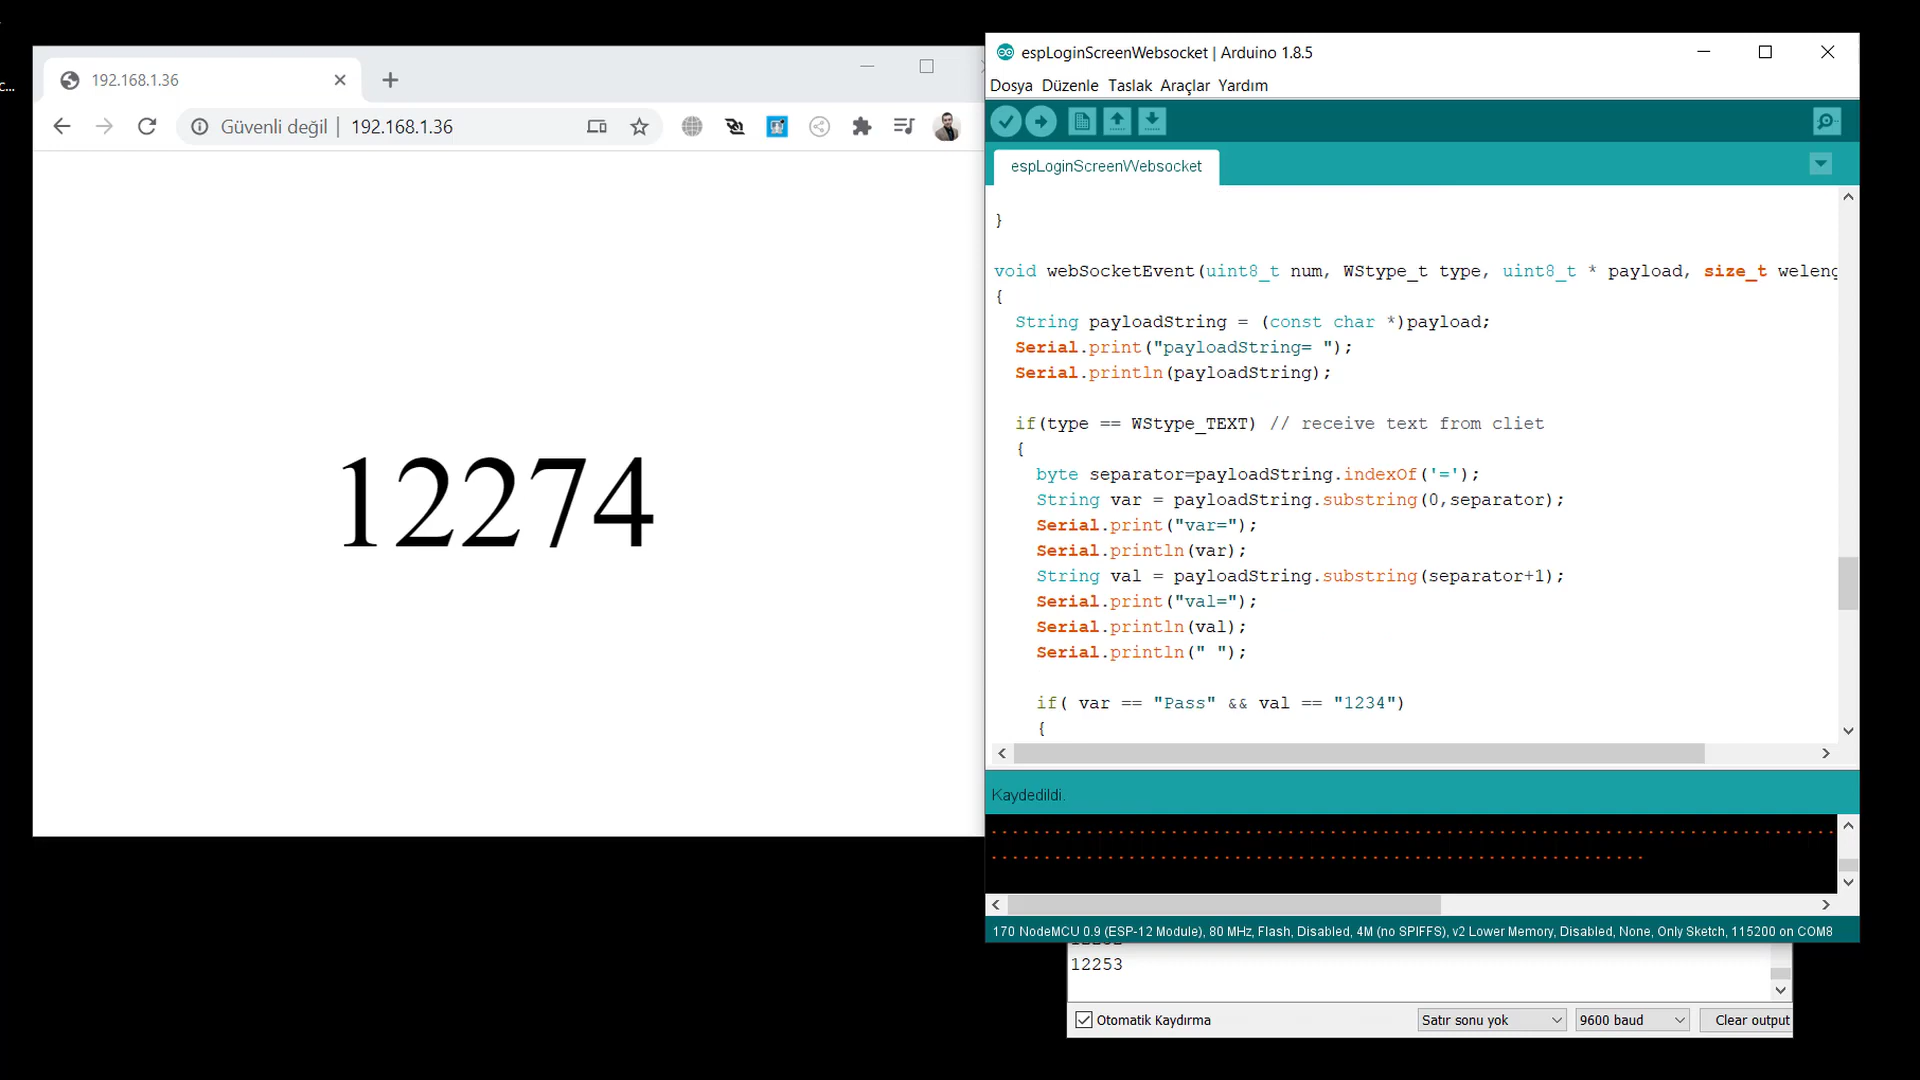 192.168.1.36
Güvenli değil | 192.168.1.36
12274
espLoginScreenWebsocket | Arduino 1.8.5
Dosya Düzenle Taslak Araçlar Yardım
espLoginScreenWebsocket
}
void webSocketEvent(uint8_t num, WStype_t type, uint8_t * payload, size_t weleng
{
String payloadString = (const char *)payload;
Serial.print("payloadString= ");
Serial.println(payloadString);
if(type == WStype_TEXT) // receive text from cliet
{
byte separator=payloadString.indexOf('=');
String var = payloadString.substring(0,separator);
Serial.print("var=");
Serial.println(var);
String val = payloadString.substring(separator+1);
Serial.print("val=");
Serial.println(val);
Serial.println(" ");
if( var == "Pass" && val == "1234")
{
Kaydedildi.
170 NodeMCU 0.9 (ESP-12 Module), 80 MHz, Flash, Disabled, 4M (no SPIFFS), v2 Lower Memory, Disabled, None, Only Sketch, 115200 on COM8
12253
Otomatik Kaydırma
Satır sonu yok
9600 baud
Clear output